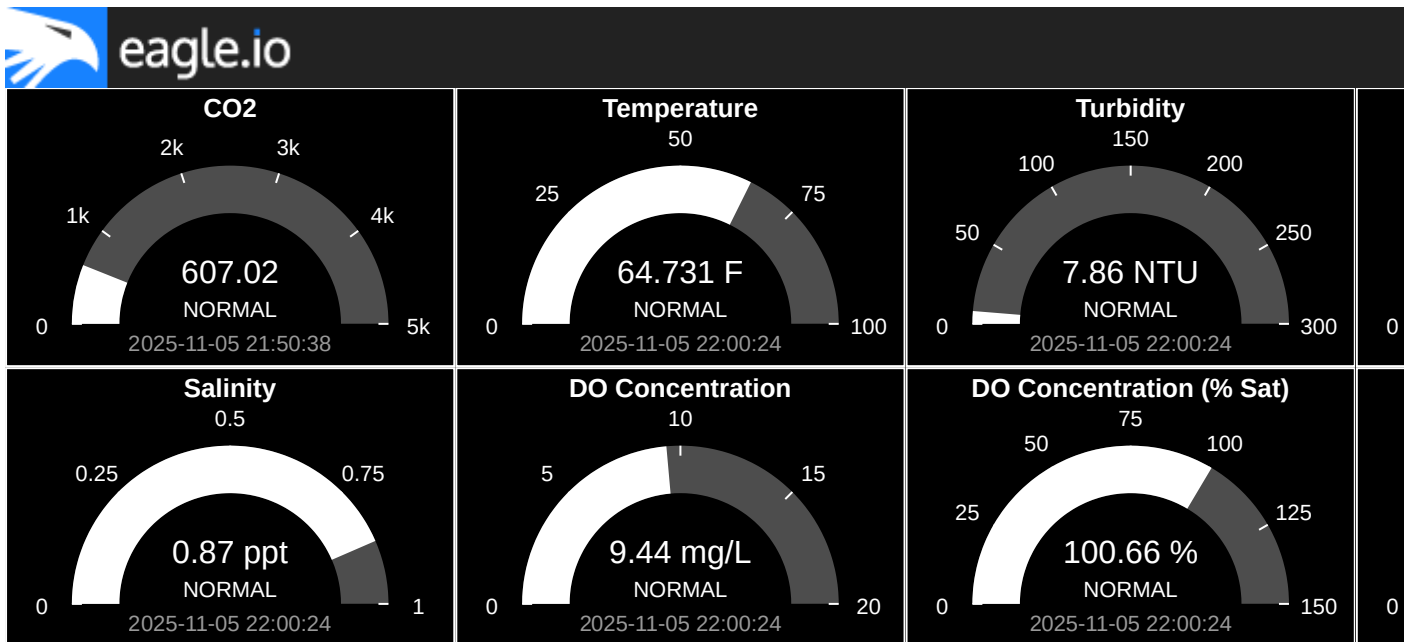 eagle.io
CO2
0
1k
2k
3k
4k
5k
607.02
NORMAL
2025-11-05 21:50:38
Temperature
0
25
50
75
100
64.731 F
NORMAL
2025-11-05 22:00:24
Turbidity
0
50
100
150
200
250
300
7.86 NTU
NORMAL
2025-11-05 22:00:24
0
Salinity
0
0.25
0.5
0.75
1
0.87 ppt
NORMAL
2025-11-05 22:00:24
DO Concentration
0
5
10
15
20
9.44 mg/L
NORMAL
2025-11-05 22:00:24
DO Concentration (% Sat)
0
25
50
75
100
125
150
100.66 %
NORMAL
2025-11-05 22:00:24
0